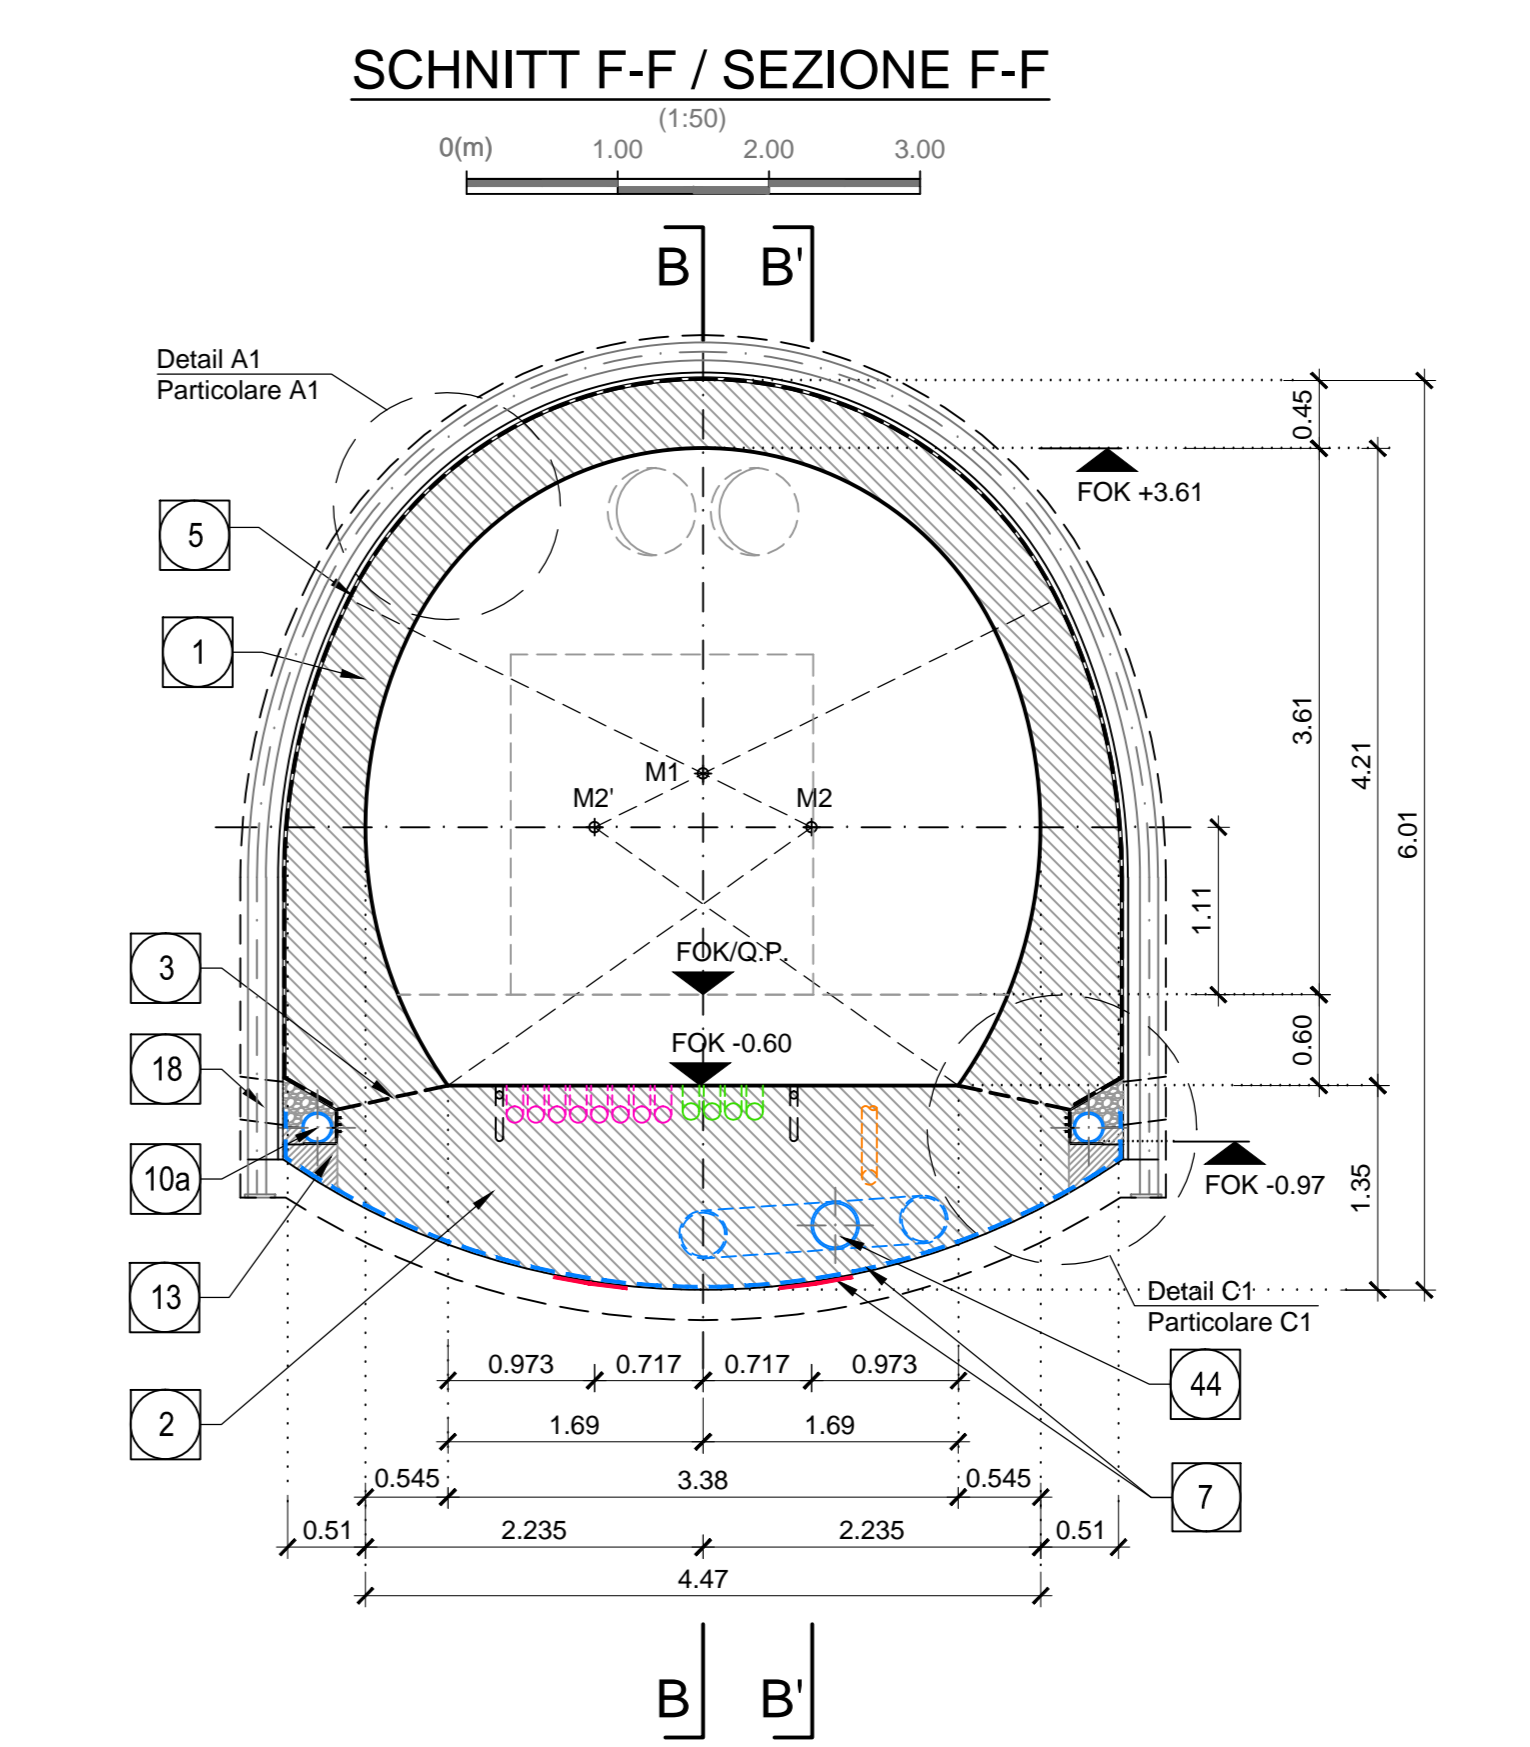 SCHNITT F-F / SEZIONE F-F
(1:50)
0(m) 1.00 2.00 3.00
B B'
Detail A1
Particolare A1
0.45
FOK +3.61
5
1
3.61
4.21
6.01
M1
M2' M2
1.11
3
FOK/Q.P.
FOK -0.60
0.60
18
10a
FOK -0.97
1.35
13
Detail C1
Particolare C1
2
44
7
0.973 0.717 0.717 0.973
1.69 1.69
0.545 3.38 0.545
0.51 2.235 2.235 0.51
4.47
B B'